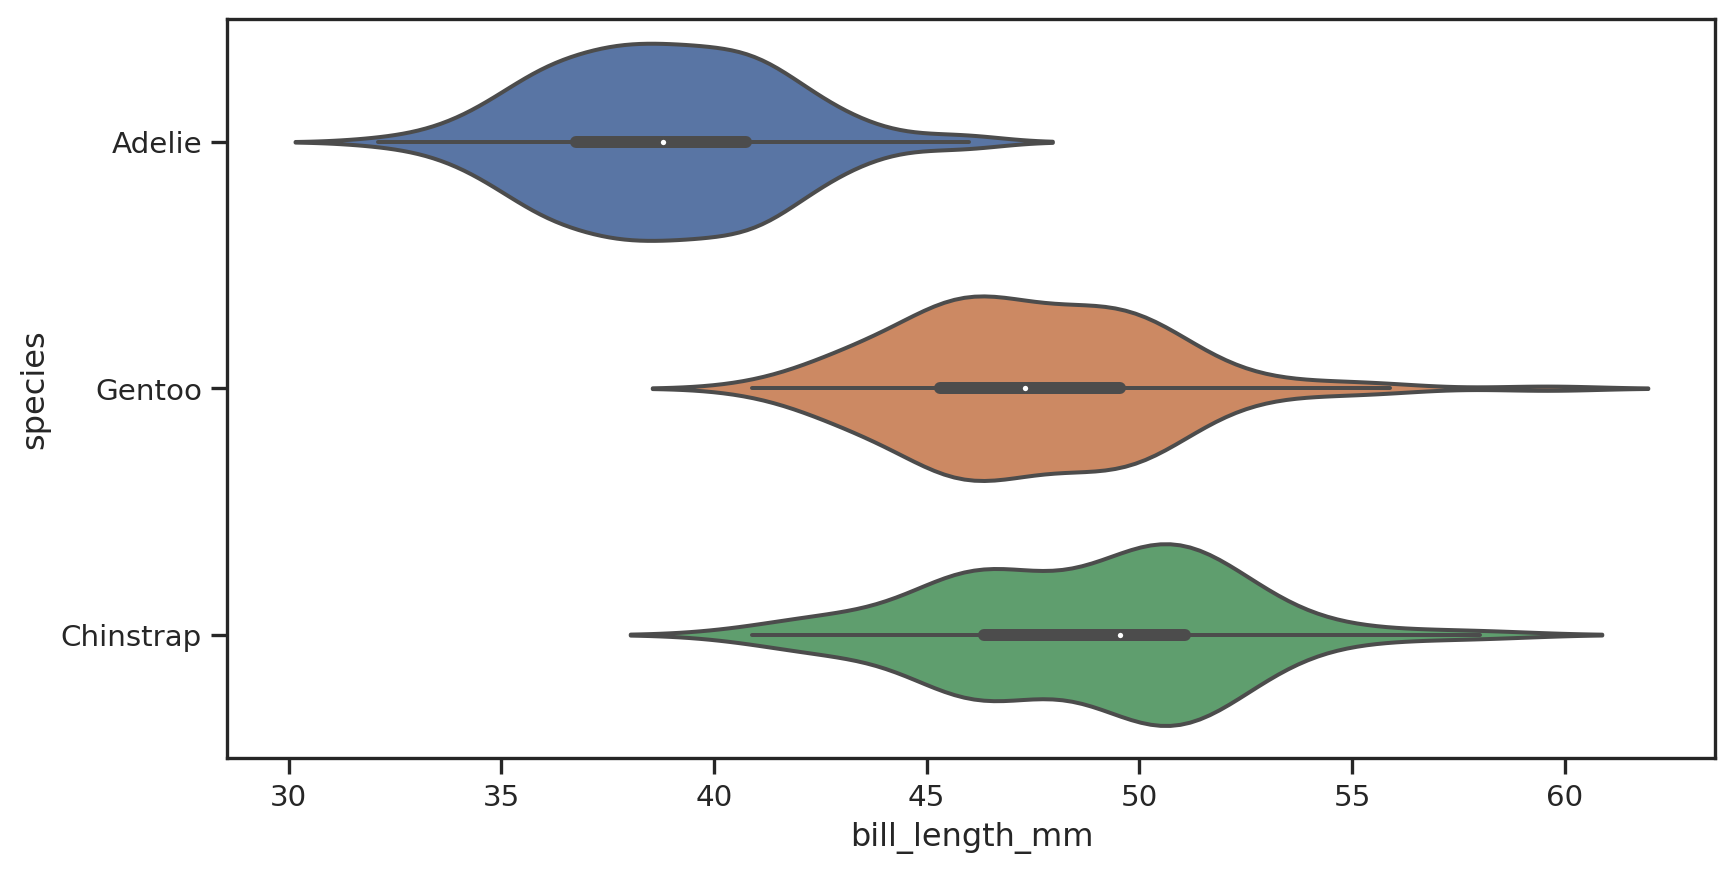 species
Adelie
Gentoo
Chinstrap
30 35 40 45 50 55 60
bill_length_mm